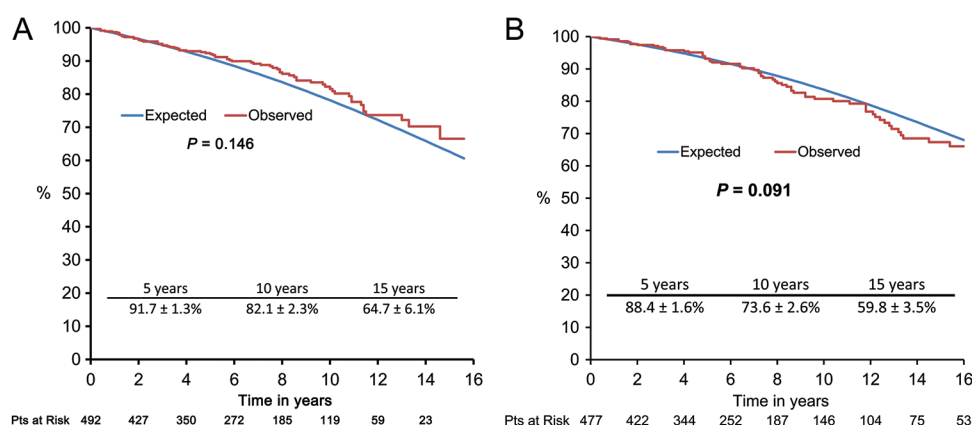 A
100
90
80
70
60
50
40
30
20
10
0
%
Expected Observed
P = 0.146
5 years 10 years 15 years
91.7 ± 1.3% 82.1 ± 2.3% 64.7 ± 6.1%
0 2 4 6 8 10 12 14 16
Time in years
Pts at Risk 492 427 350 272 185 119 59 23
B
100
90
80
70
60
50
40
30
20
10
0
%
Expected Observed
P = 0.091
5 years 10 years 15 years
88.4 ± 1.6% 73.6 ± 2.6% 59.8 ± 3.5%
0 2 4 6 8 10 12 14 16
Time in years
Pts at Risk 477 422 344 252 187 146 104 75 53